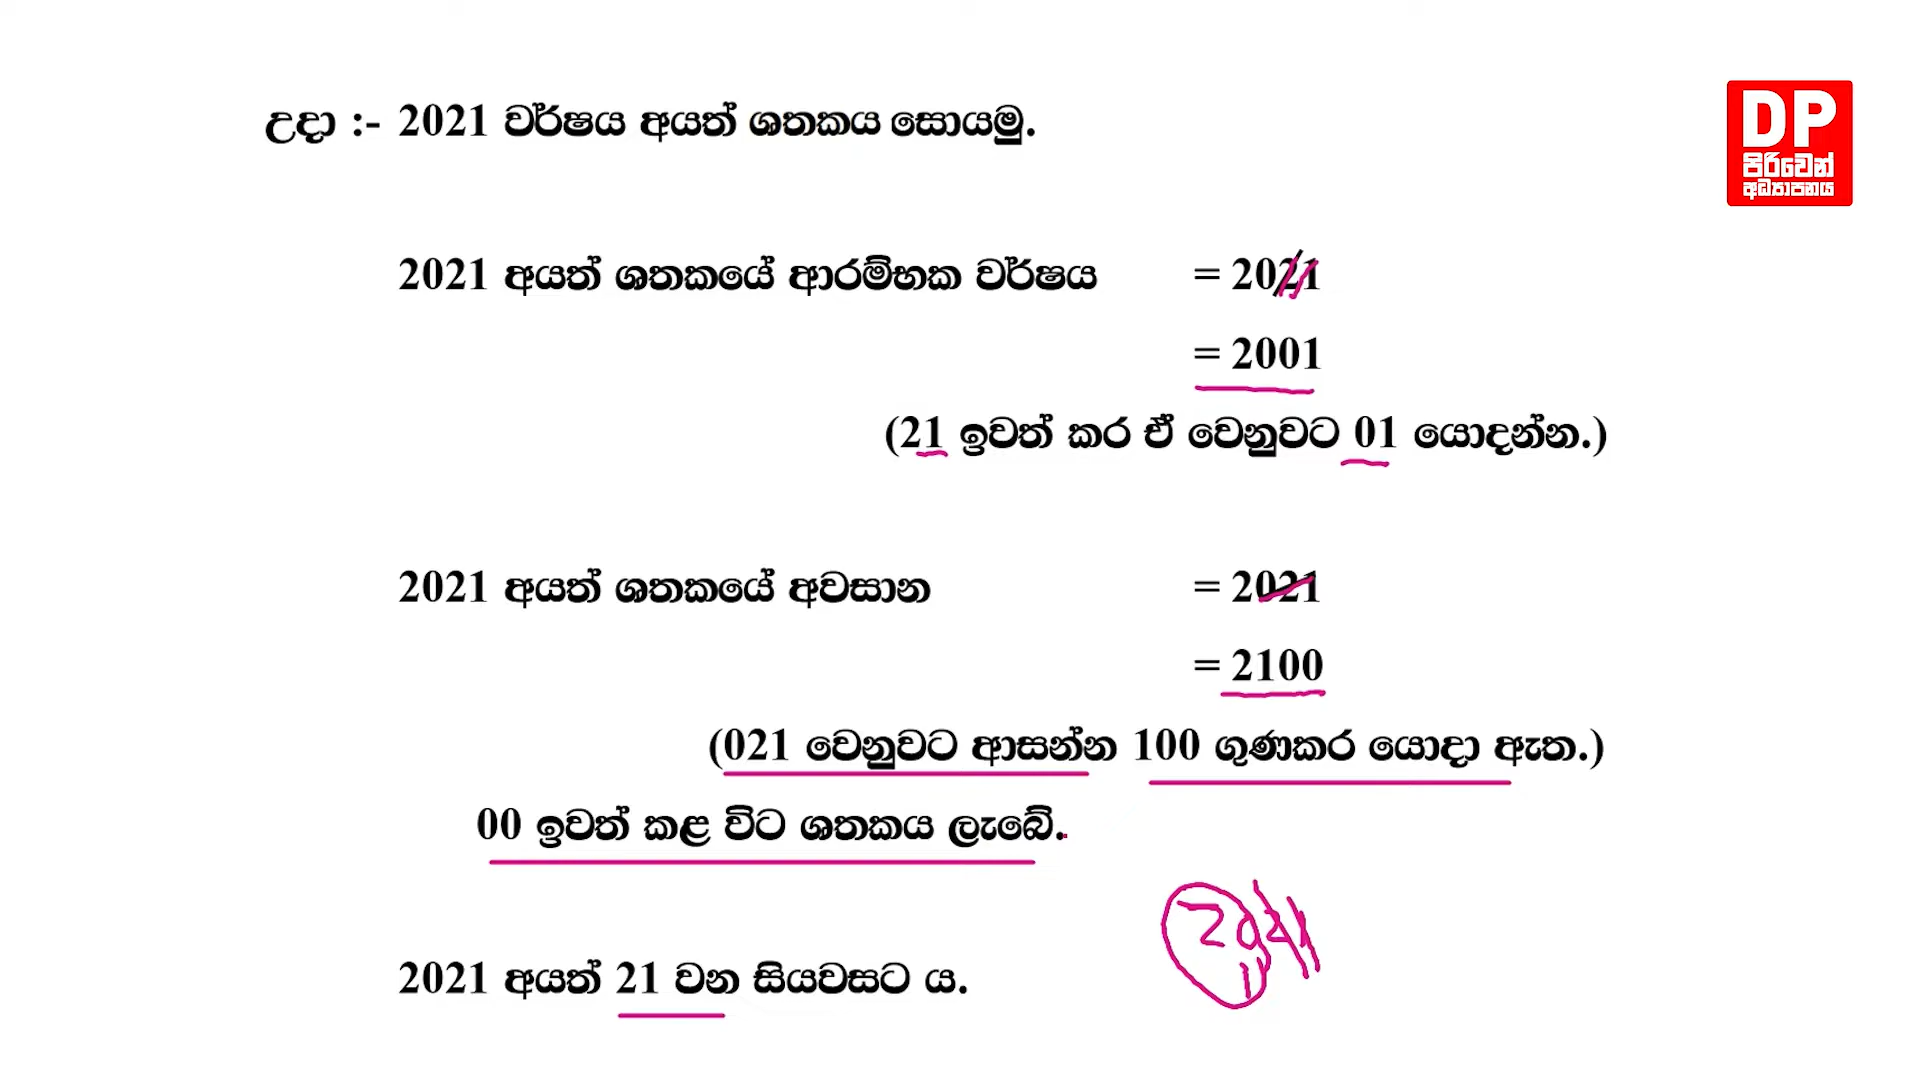 උදා :- 2021 වර්ෂය අයත් ශතකය සොයමු.
DP
පිරිවෙන්
අධ්‍යාපනය
2021 අයත් ශතකයේ ආරම්භක වර්ෂය = 2021
= 2001
(21 ඉවත් කර ඒ වෙනුවට 01 යොදන්න.)
2021 අයත් ශතකයේ අවසාන = 2021
= 2100
(021 වෙනුවට ආසන්න 100 ගුණකර යොදා ඇත.)
00 ඉවත් කළ විට ශතකය ලැබේ.
2021 අයත් 21 වන සියවසට ය.